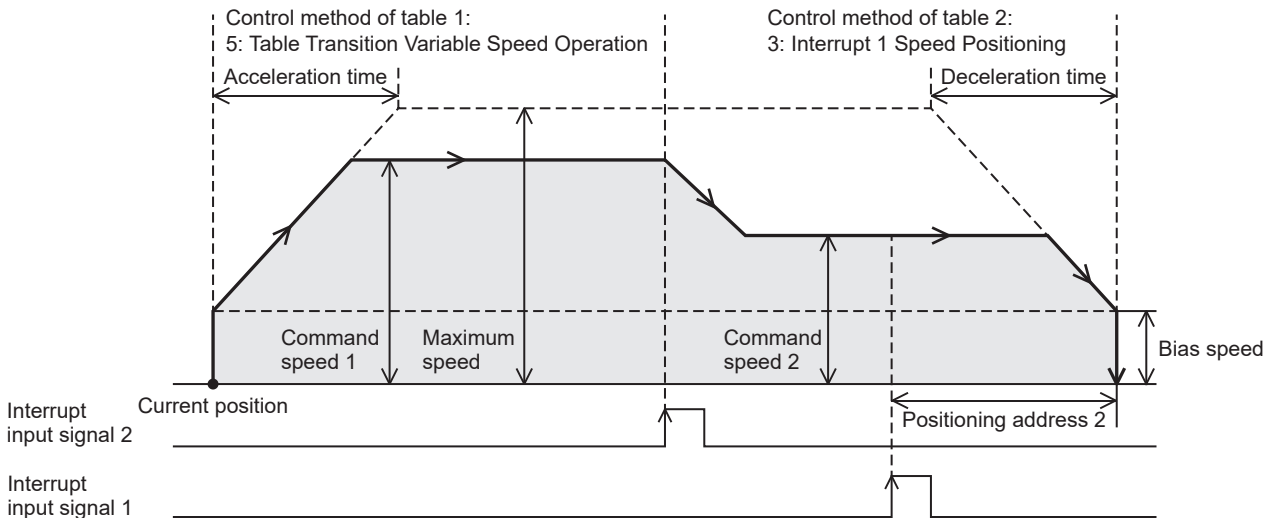 Control method of table 1:
5: Table Transition Variable Speed Operation
Control method of table 2:
3: Interrupt 1 Speed Positioning
Acceleration time
Deceleration time
Command
speed 1
Maximum
speed
Command
speed 2
Bias speed
Current position
Positioning address 2
Interrupt
input signal 2
Interrupt
input signal 1